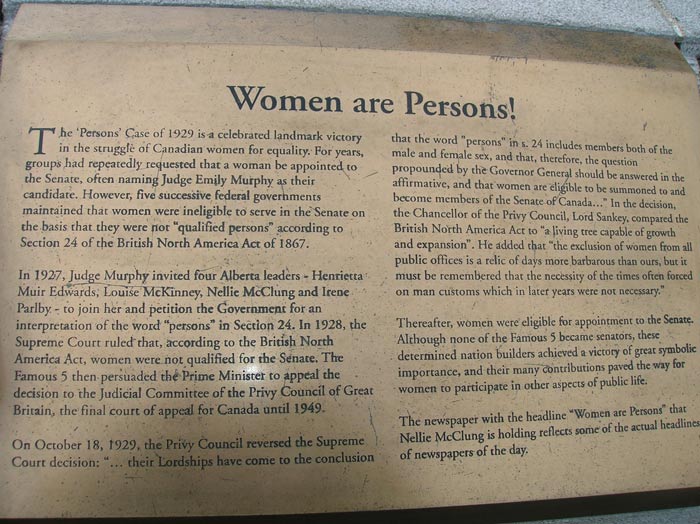 Women are Persons!
The 'Persons' Case of 1929 is a celebrated landmark victory
in the struggle of Canadian women for equality. For years,
groups had repeatedly requested that a woman be appointed to
the Senate, often naming Judge Emily Murphy as their
candidate. However, five successive federal governments
maintained that women were ineligible to serve in the Senate on
the basis that they were not "qualified persons" according to
Section 24 of the British North America Act of 1867.
In 1927, Judge Murphy invited four Alberta leaders - Henrietta
Muir Edwards, Louise McKinney, Nellie McClung and Irene
Parlby - to join her and petition the Government for an
interpretation of the word "persons" in Section 24. In 1928, the
Supreme Court ruled that, according to the British North
America Act, women were not qualified for the Senate. The
Famous 5 then persuaded the Prime Minister to appeal the
decision to the Judicial Committee of the Privy Council of Great
Britain, the final court of appeal for Canada until 1949.
On October 18, 1929, the Privy Council reversed the Supreme
Court decision: "... their Lordships have come to the conclusion
that the word "persons" in s. 24 includes members both of the
male and female sex, and that, therefore, the question
propounded by the Governor General should be answered in the
affirmative, and that women are eligible to be summoned to and
become members of the Senate of Canada..." In the decision,
the Chancellor of the Privy Council, Lord Sankey, compared the
British North America Act to "a living tree capable of growth
and expansion". He added that "the exclusion of women from all
public offices is a relic of days more barbarous than ours, but it
must be remembered that the necessity of the times often forced
on man customs which in later years were not necessary."
Thereafter, women were eligible for appointment to the Senate.
Although none of the Famous 5 became senators, these
determined nation builders achieved a victory of great symbolic
importance, and their many contributions paved the way for
women to participate in other aspects of public life.
The newspaper with the headline "Women are Persons" that
Nellie McClung is holding reflects some of the actual headlines
of newspapers of the day.